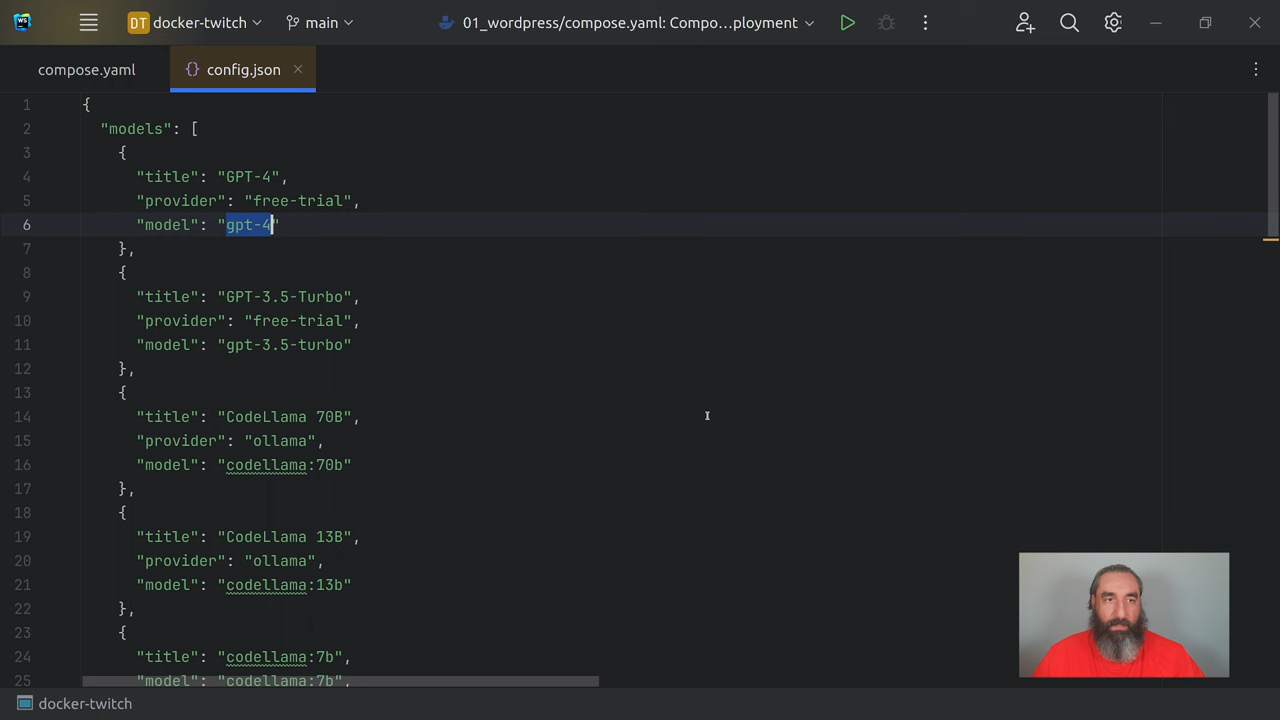 WS
DT docker-twitch
main
01_wordpress/compose.yaml: Compo...ployment
compose.yaml
{} config.json
1 {
2 "models": [
3 {
4 "title": "GPT-4",
5 "provider": "free-trial",
6 "model": "gpt-4"
7 },
8 {
9 "title": "GPT-3.5-Turbo",
10 "provider": "free-trial",
11 "model": "gpt-3.5-turbo"
12 },
13 {
14 "title": "CodeLlama 70B",
15 "provider": "ollama",
16 "model": "codellama:70b"
17 },
18 {
19 "title": "CodeLlama 13B",
20 "provider": "ollama",
21 "model": "codellama:13b"
22 },
23 {
24 "title": "codellama:7b",
25 "model": "codellama:7b",
docker-twitch